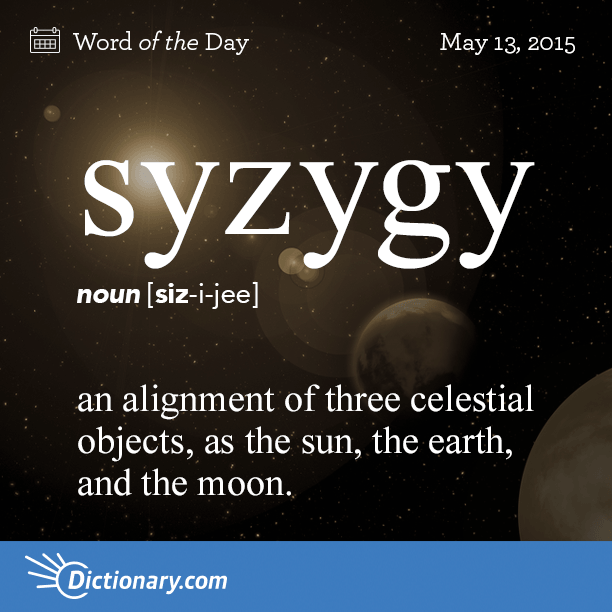 Word of the Day
May 13, 2015
syzygy
noun [siz-i-jee]
an alignment of three celestial
objects, as the sun, the earth,
and the moon.
Dictionary.com